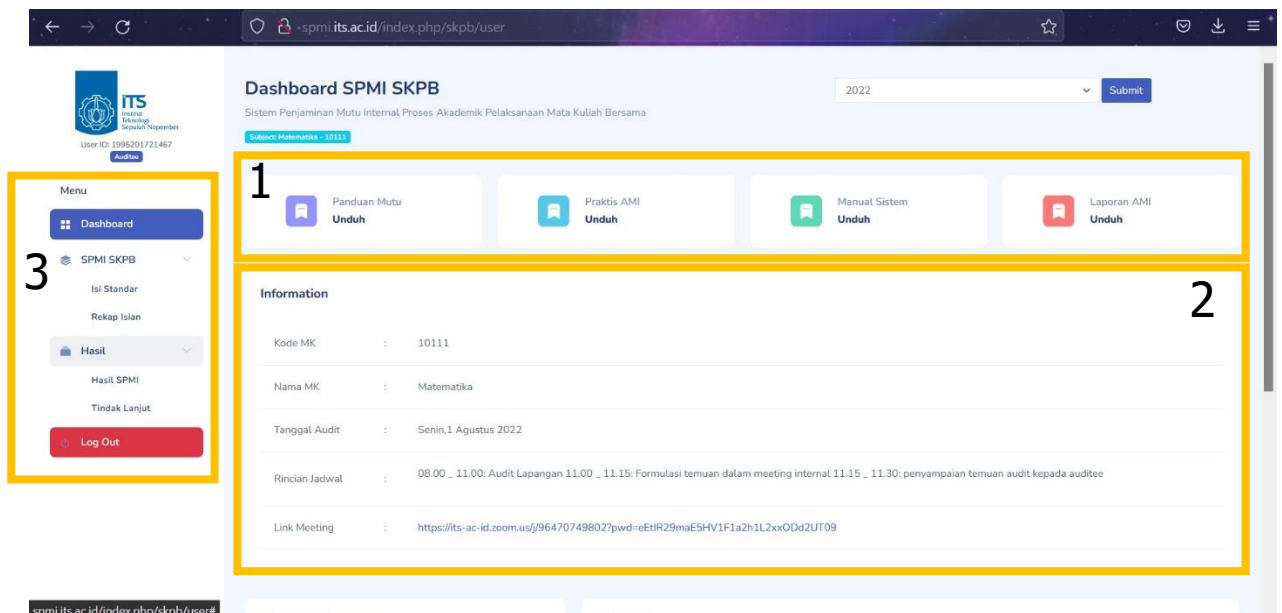 spmi.its.ac.id/index.php/skpb/user
ITS
Institut
Teknologi
Sepuluh Nopember
User ID: 1995201721467
Auditee
3
Menu
Dashboard
SPMI SKPB
Isi Standar
Rekap Isian
Hasil
Hasil SPMI
Tindak Lanjut
Log Out
Dashboard SPMI SKPB
Sistem Penjaminan Mutu Internal Proses Akademik Pelaksanaan Mata Kuliah Bersama
Subject: Matematika - 10111
2022
Submit
1
Panduan Mutu
Unduh
Praktis AMI
Unduh
Manual Sistem
Unduh
Laporan AMI
Unduh
2
Information
Kode MK : 10111
Nama MK : Matematika
Tanggal Audit : Senin,1 Agustus 2022
Rincian Jadwal : 08.00 _ 11.00: Audit Lapangan 11.00 _ 11.15: Formulasi temuan dalam meeting internal 11.15 _ 11.30: penyampaian temuan audit kepada auditee
Link Meeting : https://its-ac-id.zoom.us/j/96470749802?pwd=eEtIR29maE5HV1F1a2h1L2xxODd2UT09
spmi.its.ac.id/index.php/skpb/user#